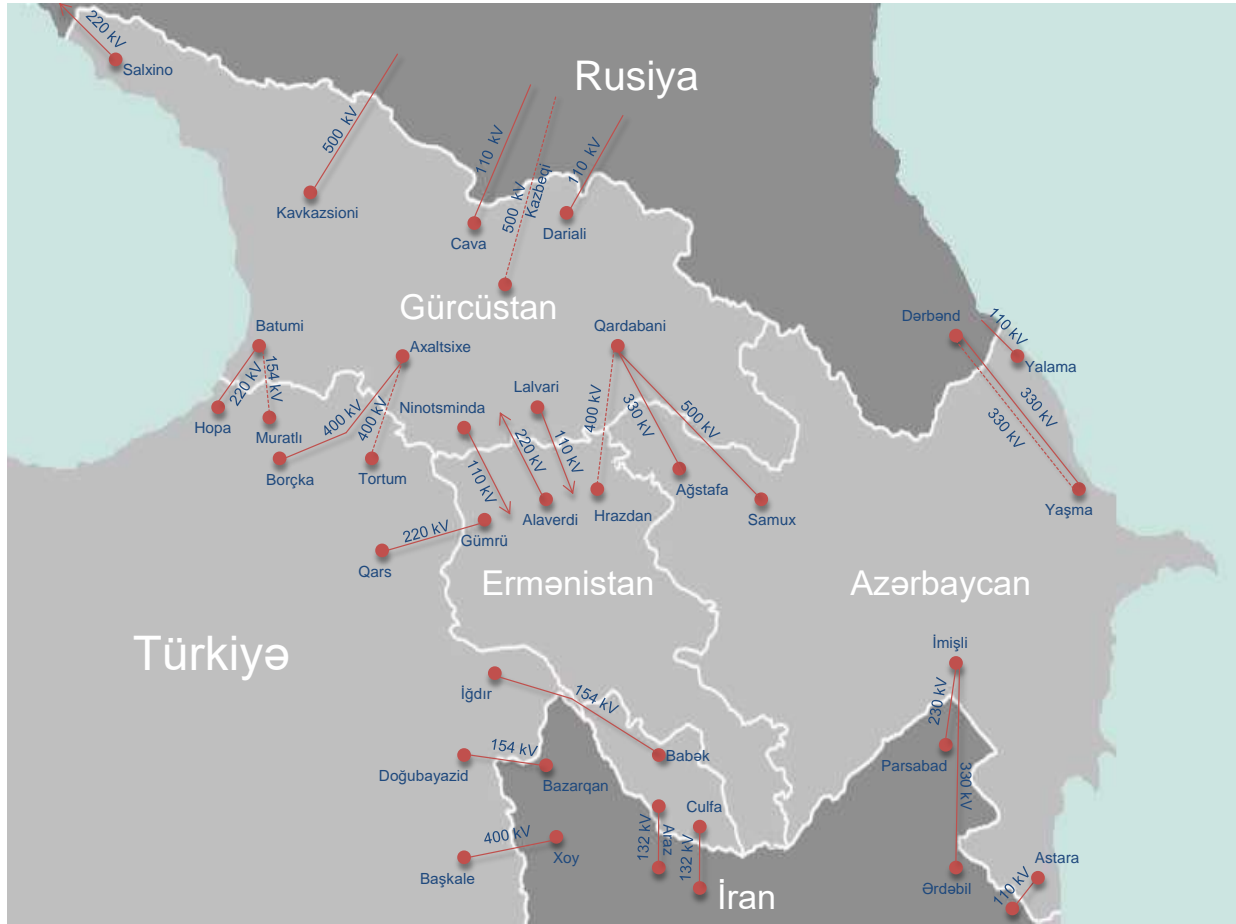 220 kV
Salxino
Rusiya
500 kV
110 kV
500 kV
Kazbeqi
110 kV
Kavkazsioni
Cava
Dariali
Gürcüstan
Batumi
Axaltsixe
Qardabani
Dərbənd
110 kV
Yalama
220 kV
154 kV
Hopa
Muratlı
400 kV
400 kV
Borçka
Tortum
Ninotsminda
Lalvari
110 kV
220 kV
110 kV
400 kV
330 kV
500 kV
330 kV
330 kV
Ağstafa
Samux
Yaşma
Alaverdi
Hrazdan
Gümrü
220 kV
Qars
Ermənistan
Azərbaycan
Türkiyə
İmişli
İğdır
154 kV
230 kV
330 kV
Doğubayazid
154 kV
Bazarqan
Babək
Parsabad
Culfa
132 kV
Araz
132 kV
400 kV
Xoy
Başkale
İran
Ərdəbil
Astara
110 kV